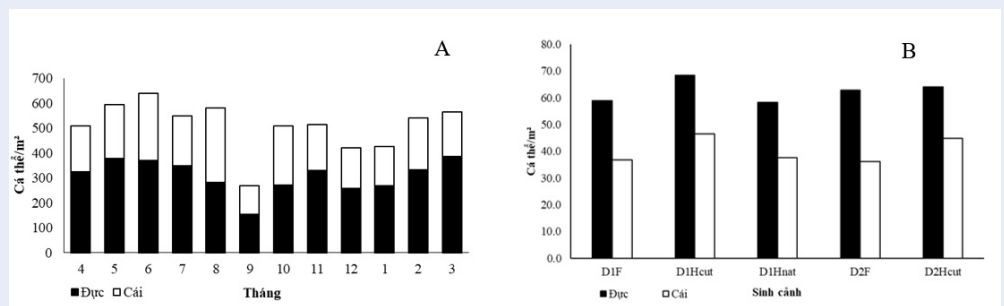 A
700
600
500
400
300
200
100
0
Cá thể/m²
4 5 6 7 8 9 10 11 12 1 2 3
■Đực □Cái
Tháng
B
80.0
70.0
60.0
50.0
40.0
30.0
20.0
10.0
0.0
Cá thể/m²
D1F D1Hcut D1Hnat D2F D2Hcut
■Đực □Cái
Sinh cảnh